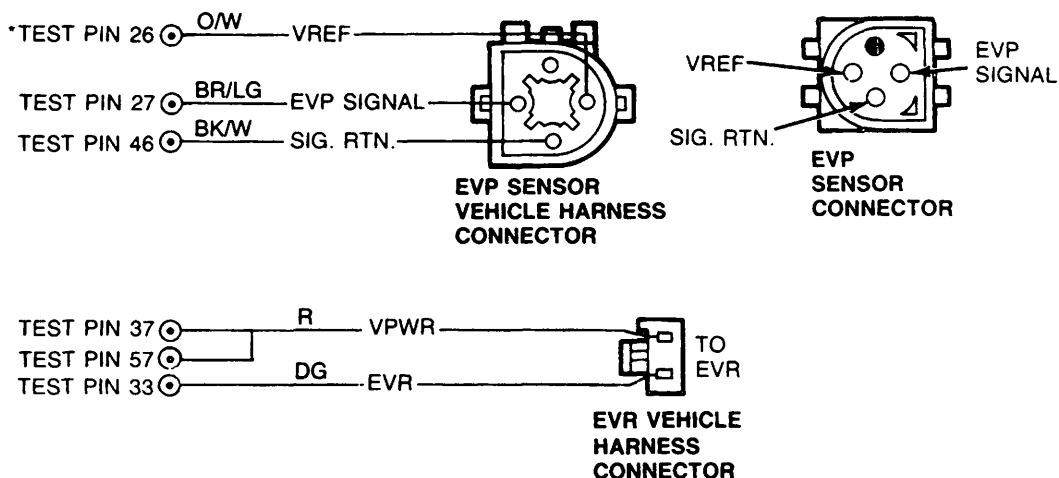 *TEST PIN 26 O/W VREF
TEST PIN 27 BR/LG EVP SIGNAL
TEST PIN 46 BK/W SIG. RTN.
EVP SENSOR
VEHICLE HARNESS
CONNECTOR
VREF
EVP
SIGNAL
SIG. RTN.
EVP
SENSOR
CONNECTOR
TEST PIN 37 R VPWR
TEST PIN 57
TEST PIN 33 DG EVR
TO
EVR
EVR VEHICLE
HARNESS
CONNECTOR